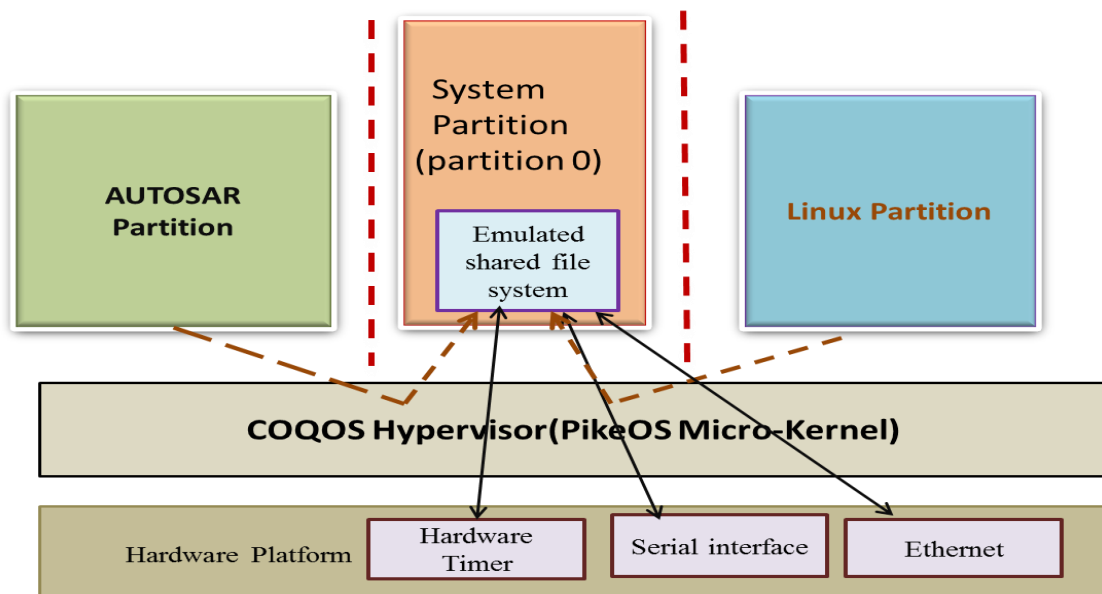 System
Partition
(partition 0)
AUTOSAR
Partition
Linux Partition
Emulated
shared file
system
COQOS Hypervisor(PikeOS Micro-Kernel)
Hardware Platform
Hardware
Timer
Serial interface
Ethernet